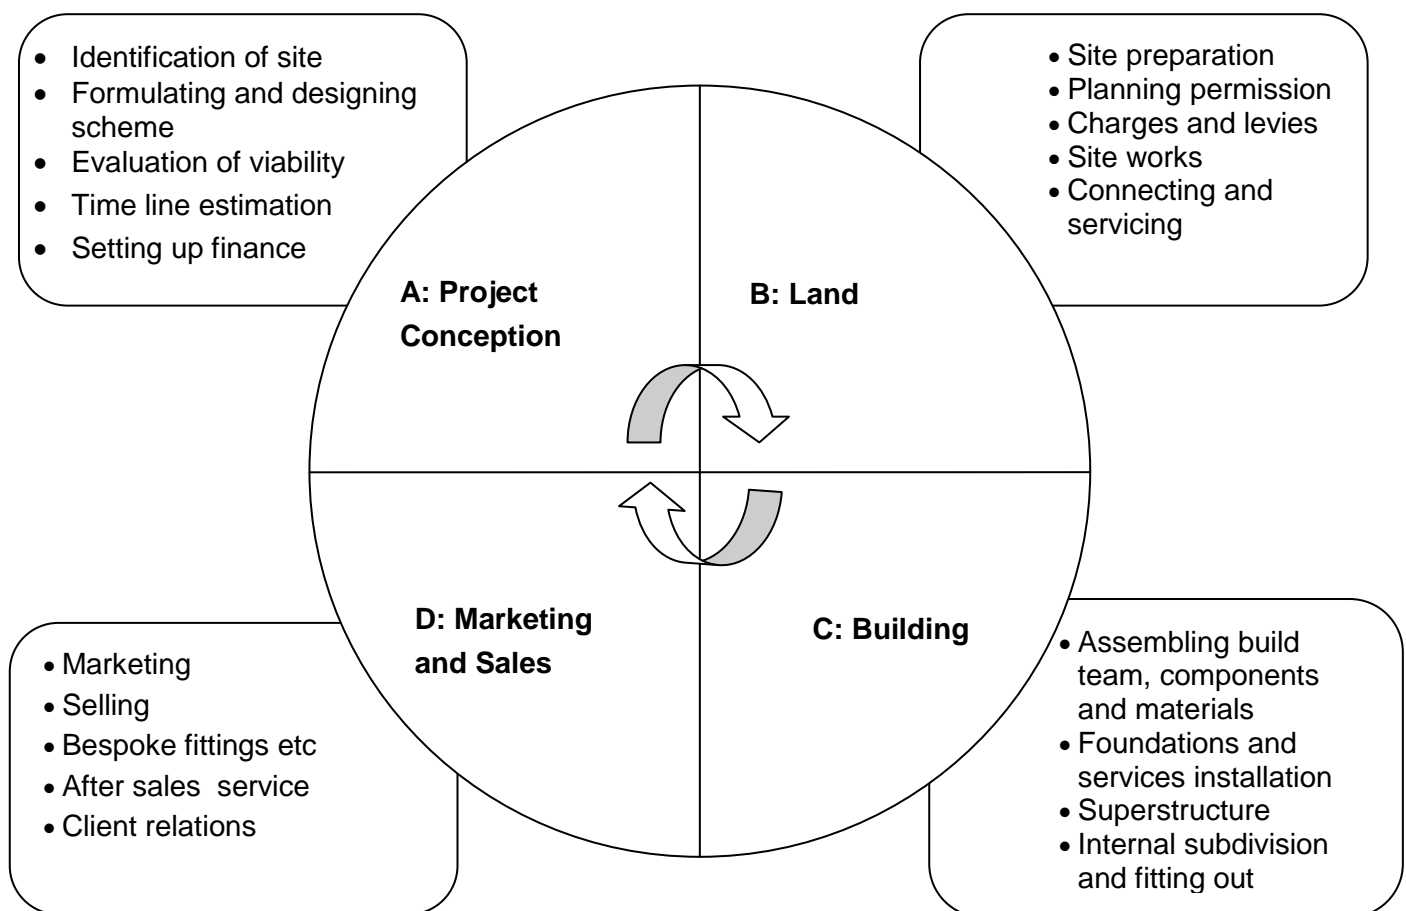 • Identification of site
• Formulating and designing
scheme
• Evaluation of viability
• Time line estimation
• Setting up finance
• Site preparation
• Planning permission
• Charges and levies
• Site works
• Connecting and
servicing
A: Project
Conception
B: Land
D: Marketing
and Sales
C: Building
• Marketing
• Selling
• Bespoke fittings etc
• After sales  service
• Client relations
• Assembling build
team, components
and materials
• Foundations and
services installation
• Superstructure
• Internal subdivision
and fitting out